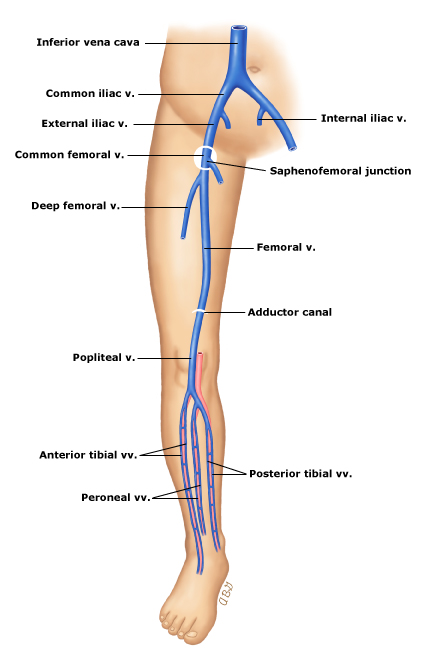 Inferior vena cava
Common iliac v.
External iliac v.
Internal iliac v.
Common femoral v.
Saphenofemoral junction
Deep femoral v.
Femoral v.
Adductor canal
Popliteal v.
Anterior tibial vv.
Posterior tibial vv.
Peroneal vv.